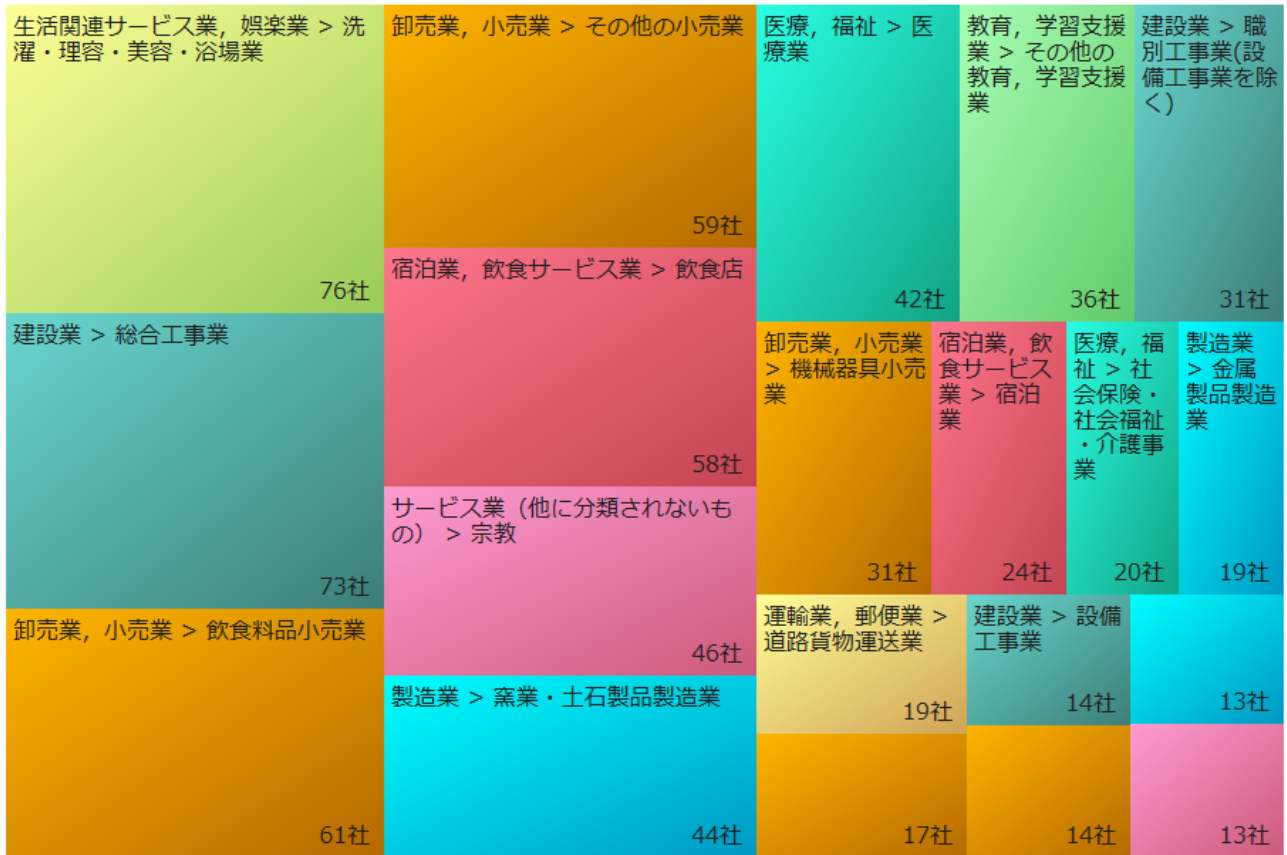 生活関連サービス業，娯楽業 > 洗
濯・理容・美容・浴場業
76社
建設業 > 総合工事業
73社
卸売業，小売業 > 飲食料品小売業
61社
卸売業，小売業 > その他の小売業
59社
宿泊業，飲食サービス業 > 飲食店
58社
サービス業（他に分類されないも
の） > 宗教
46社
製造業 > 窯業・土石製品製造業
44社
医療，福祉 > 医
療業
42社
教育，学習支援
業 > その他の
教育，学習支援
業
36社
建設業 > 職
別工事業(設
備工事業を除
く)
31社
卸売業，小売業
> 機械器具小売
業
31社
宿泊業，飲
食サービス
業 > 宿泊
業
24社
医療，福
祉 > 社
会保険・
社会福祉
・介護事
業
20社
製造業
> 金属
製品製造
業
19社
運輸業，郵便業 >
道路貨物運送業
19社
建設業 > 設備
工事業
14社
13社
17社
14社
13社